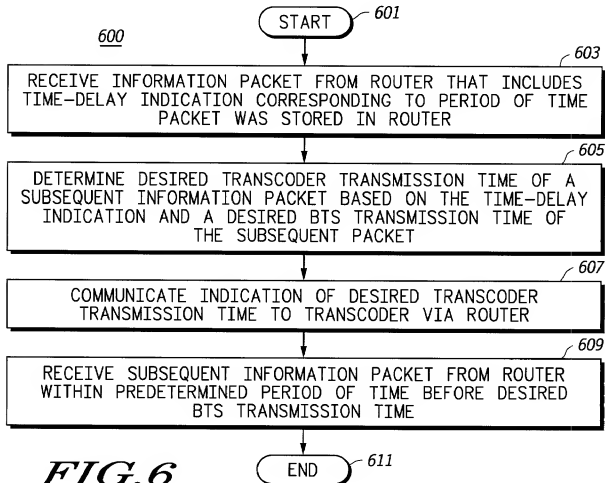 START
601
600
603
RECEIVE INFORMATION PACKET FROM ROUTER THAT INCLUDES
TIME-DELAY INDICATION CORRESPONDING TO PERIOD OF TIME
PACKET WAS STORED IN ROUTER
605
DETERMINE DESIRED TRANSCODER TRANSMISSION TIME OF A
SUBSEQUENT INFORMATION PACKET BASED ON THE TIME-DELAY
INDICATION AND A DESIRED BTS TRANSMISSION TIME OF
THE SUBSEQUENT PACKET
607
COMMUNICATE INDICATION OF DESIRED TRANSCODER
TRANSMISSION TIME TO TRANSCODER VIA ROUTER
609
RECEIVE SUBSEQUENT INFORMATION PACKET FROM ROUTER
WITHIN PREDETERMINED PERIOD OF TIME BEFORE DESIRED
BTS TRANSMISSION TIME
END
611
FIG.6